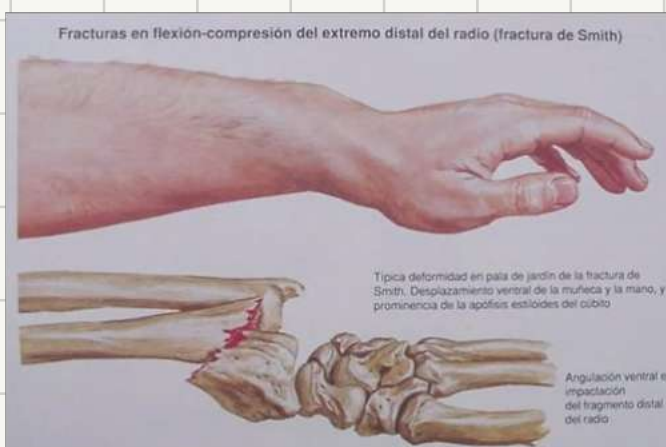 Fracturas en flexión-compresión del extremo distal del radio (fractura de Smith)
Típica deformidad en pala de jardín de la fractura de
Smith. Desplazamiento ventral de la muñeca y la mano, y
prominencia de la apófisis estiloides del cúbito
Angulación ventral e
impactación
del fragmento distal
del radio